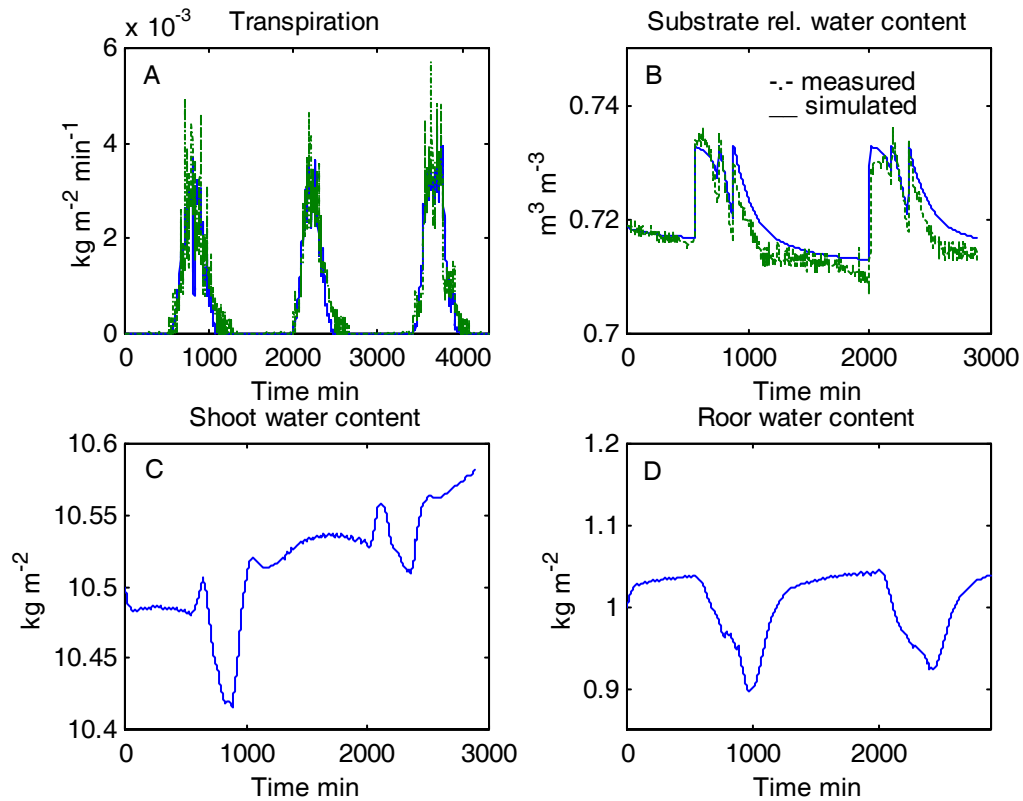 Transpiration
x 10-3
A
6
4
2
0
kg m-2 min-1
0 1000 2000 3000 4000
Time min
Substrate rel. water content
B
-.- measured
__ simulated
0.74
0.72
0.7
m3 m-3
0 1000 2000 3000
Time min
Shoot water content
C
10.6
10.55
10.5
10.45
10.4
kg m-2
0 1000 2000 3000
Time min
Roor water content
D
1.2
1.1
1
0.9
kg m-2
0 1000 2000
Time min